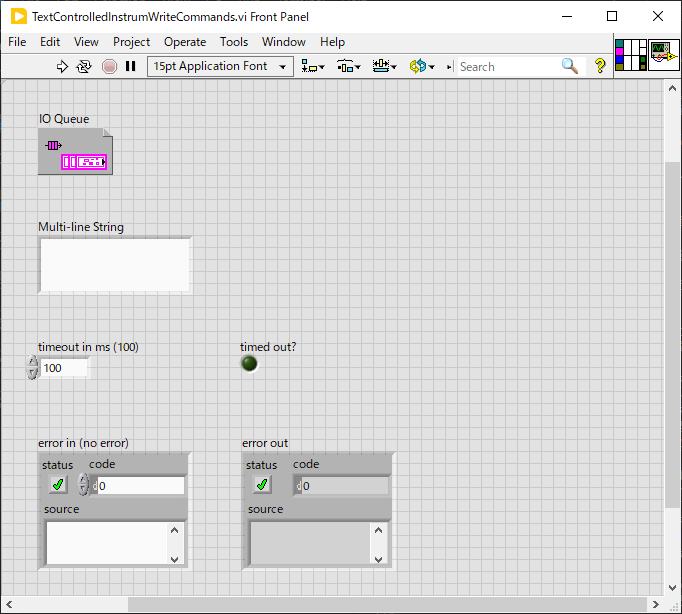 TextControlledInstrumWriteCommands.vi Front Panel
File Edit View Project Operate Tools Window Help
15pt Application Font Search
IO Queue
Multi-line String
timeout in ms (100) timed out?
100
error in (no error) error out
status code status code
d0 d0
source source